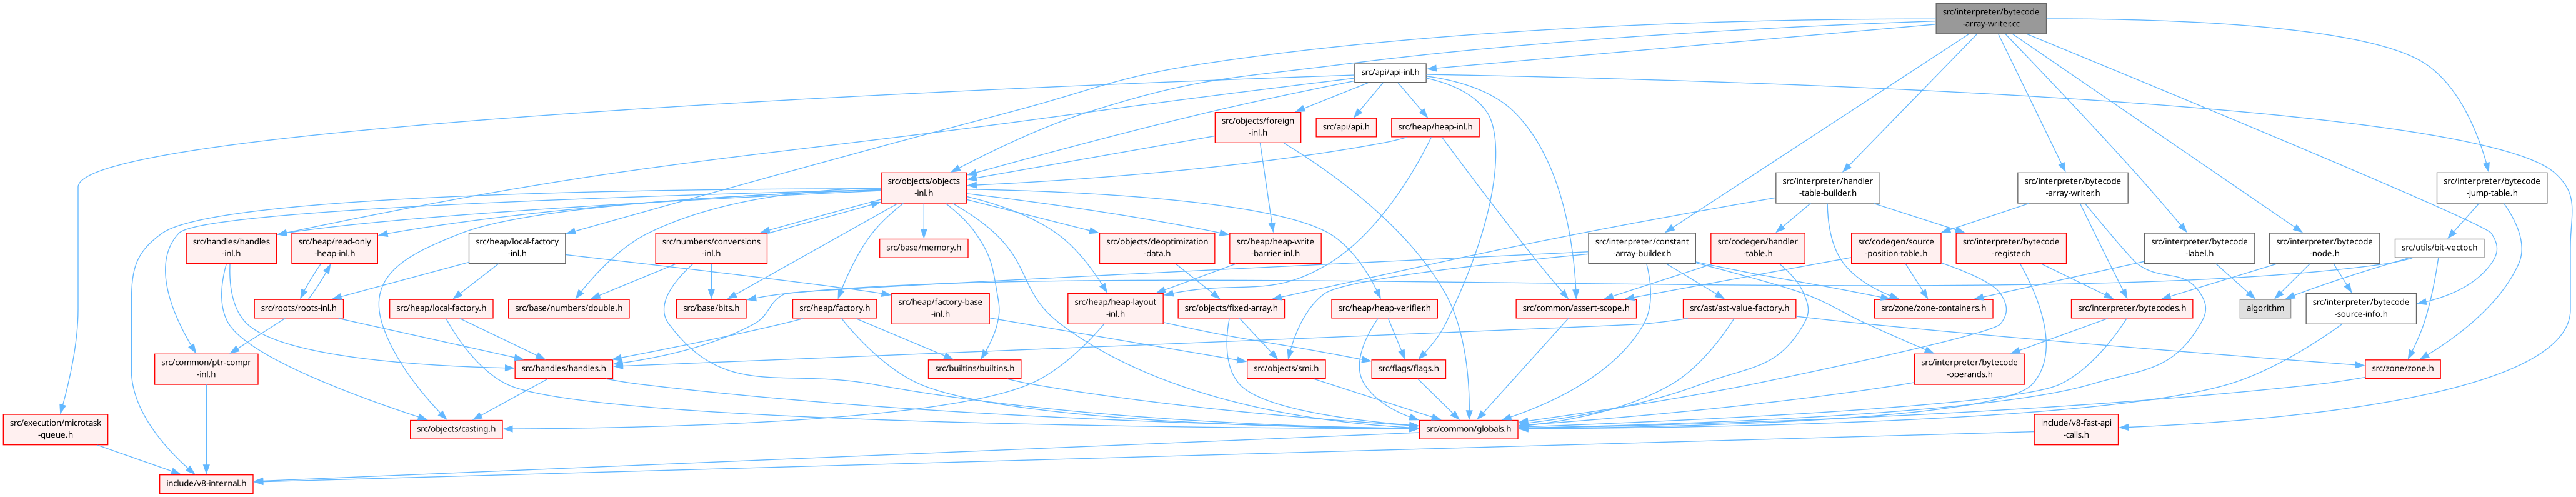 src/interpreter/bytecode
-array-writer.cc
src/api/api-inl.h
src/objects/foreign
-inl.h
src/api/api.h
src/heap/heap-inl.h
src/objects/objects
-inl.h
src/interpreter/handler
-table-builder.h
src/interpreter/bytecode
-array-writer.h
src/interpreter/bytecode
-jump-table.h
src/handles/handles
-inl.h
src/heap/read-only
-heap-inl.h
src/heap/local-factory
-inl.h
src/numbers/conversions
-inl.h
src/base/memory.h
src/objects/deoptimization
-data.h
src/heap/heap-write
-barrier-inl.h
src/interpreter/constant
-array-builder.h
src/codegen/handler
-table.h
src/codegen/source
-position-table.h
src/interpreter/bytecode
-register.h
src/interpreter/bytecode
-label.h
src/interpreter/bytecode
-node.h
src/utils/bit-vector.h
src/roots/roots-inl.h
src/heap/local-factory.h
src/base/numbers/double.h
src/base/bits.h
src/heap/factory.h
src/heap/factory-base
-inl.h
src/heap/heap-layout
-inl.h
src/objects/fixed-array.h
src/heap/heap-verifier.h
src/common/assert-scope.h
src/ast/ast-value-factory.h
src/zone/zone-containers.h
src/interpreter/bytecodes.h
algorithm
src/interpreter/bytecode
-source-info.h
src/common/ptr-compr
-inl.h
src/handles/handles.h
src/builtins/builtins.h
src/objects/smi.h
src/flags/flags.h
src/interpreter/bytecode
-operands.h
src/zone/zone.h
src/execution/microtask
-queue.h
src/objects/casting.h
src/common/globals.h
include/v8-fast-api
-calls.h
include/v8-internal.h